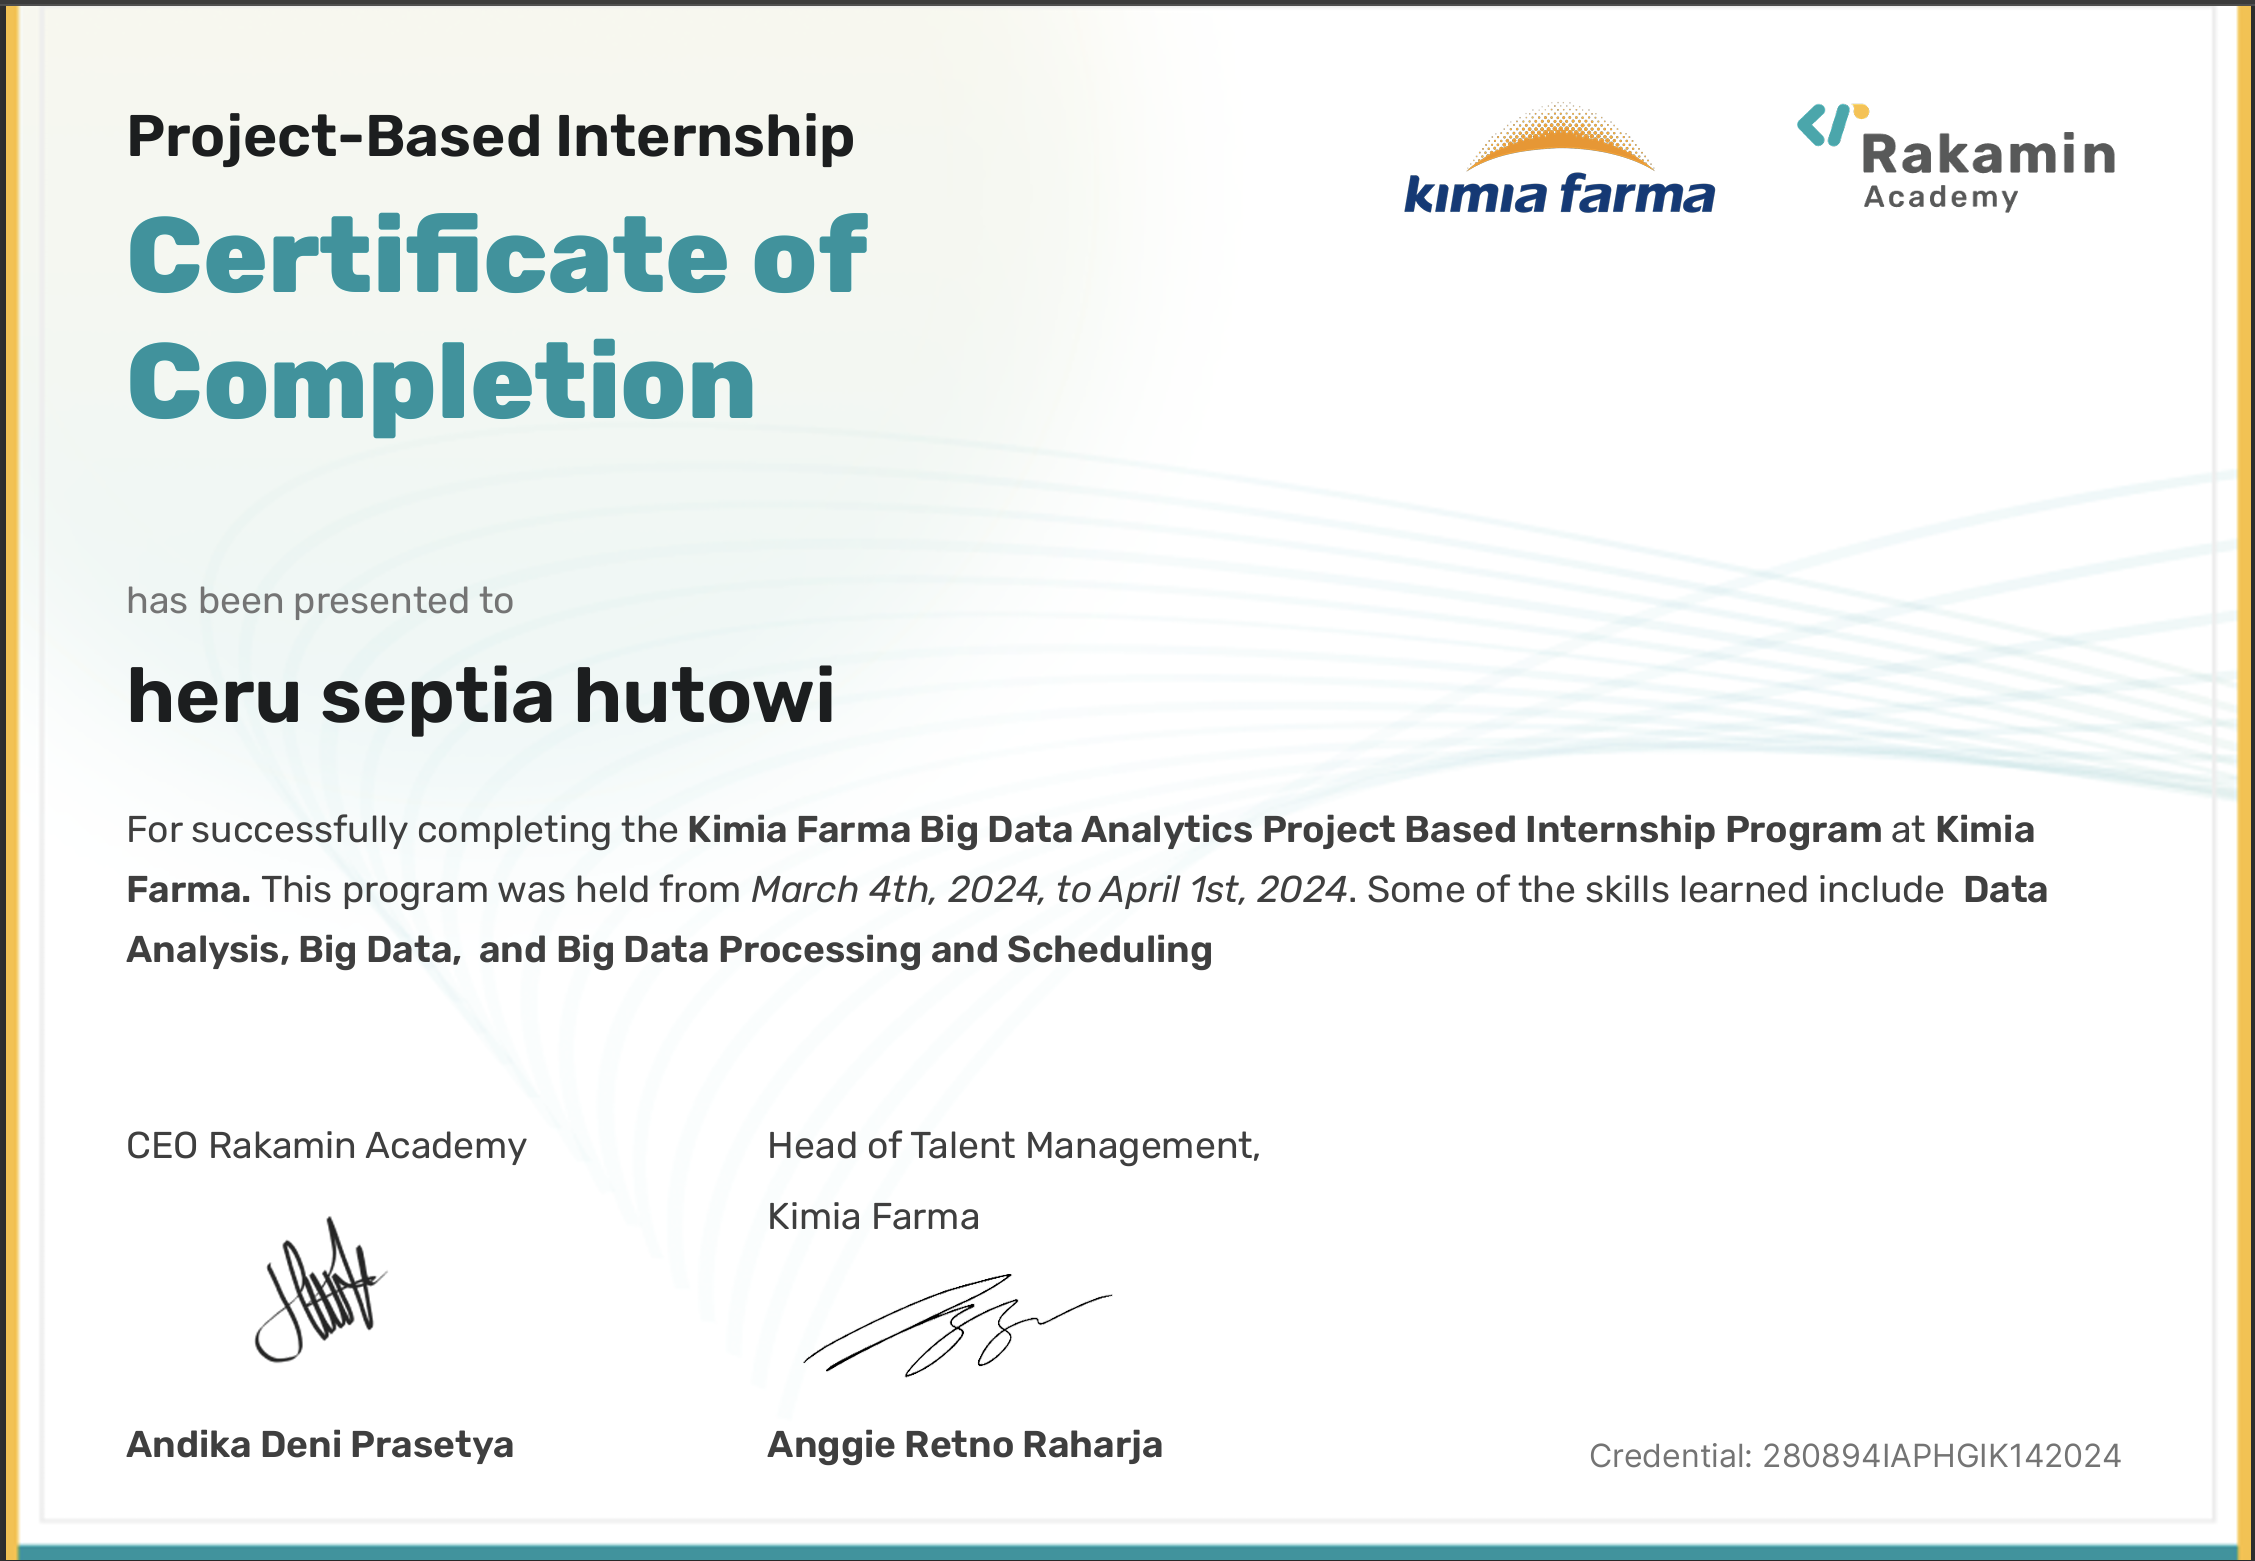 Project-Based Internship
kimia farma
Rakamin
Academy
Certificate of
Completion
has been presented to
heru septia hutowi
For successfully completing the Kimia Farma Big Data Analytics Project Based Internship Program at Kimia
Farma. This program was held from March 4th, 2024, to April 1st, 2024. Some of the skills learned include  Data
Analysis, Big Data,  and Big Data Processing and Scheduling
CEO Rakamin Academy
Head of Talent Management,
Kimia Farma
Andika Deni Prasetya
Anggie Retno Raharja
Credential: 280894IAPHGIK142024